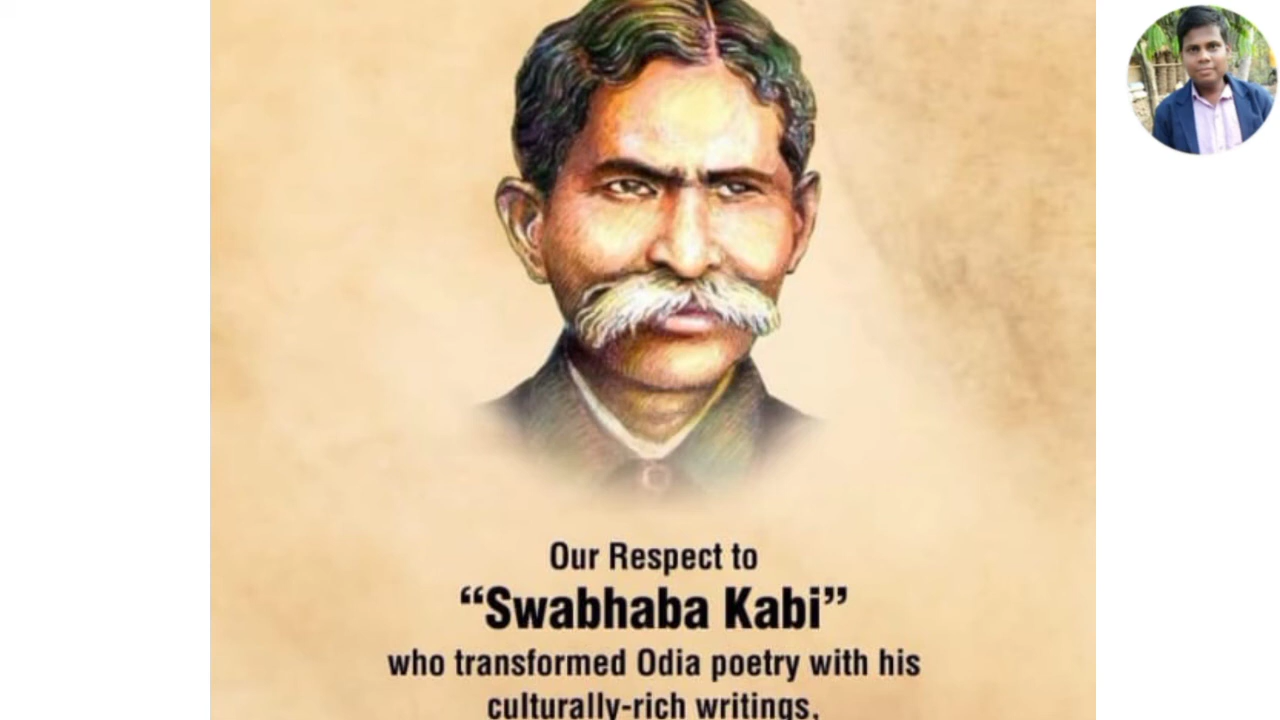 Our Respect to
“Swabhaba Kabi”
who transformed Odia poetry with his
culturally-rich writings,